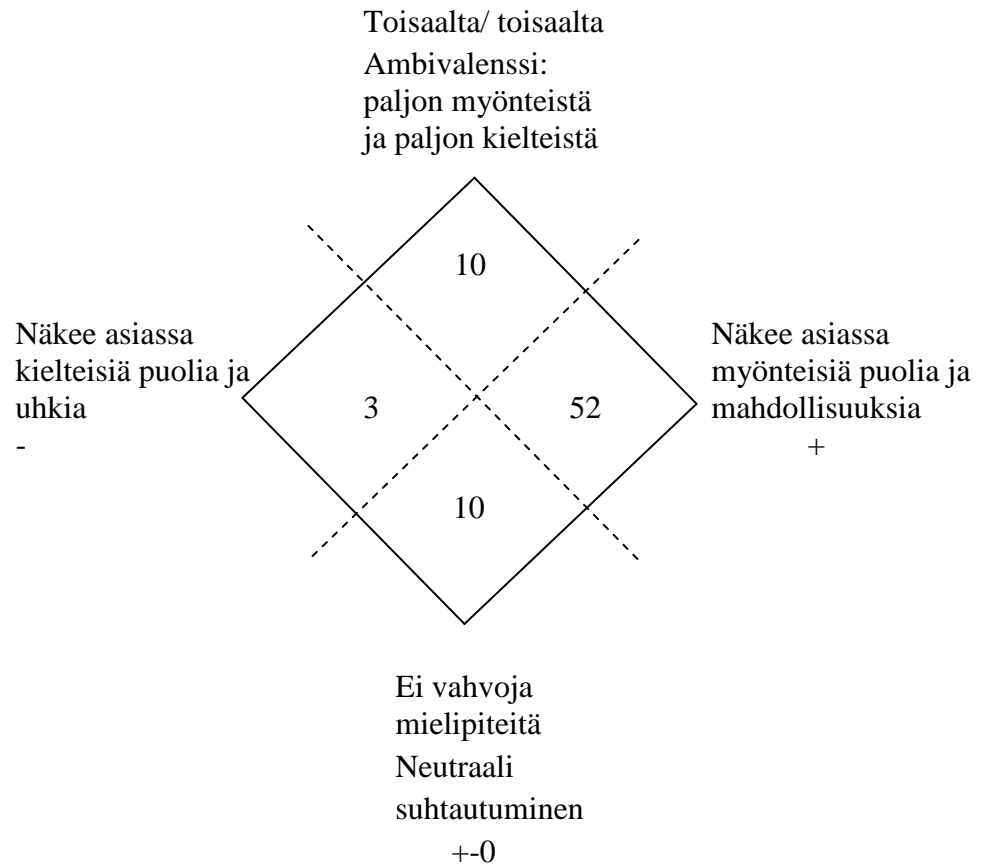 Toisaalta/ toisaalta
Ambivalenssi:
paljon myönteistä
ja paljon kielteistä
10
Näkee asiassa
kielteisiä puolia ja
uhkia
-
3
52
Näkee asiassa
myönteisiä puolia ja
mahdollisuuksia
+
10
Ei vahvoja
mielipiteitä
Neutraali
suhtautuminen
+-0